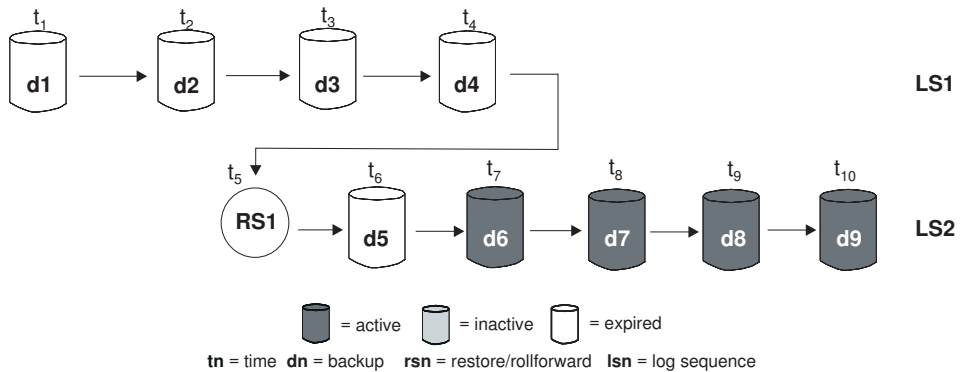 t1 t2 t3 t4
d1 d2 d3 d4 LS1
t5 t6 t7 t8 t9 t10
RS1 d5 d6 d7 d8 d9 LS2
= active = inactive = expired
tn = time dn = backup rsn = restore/rollforward lsn = log sequence